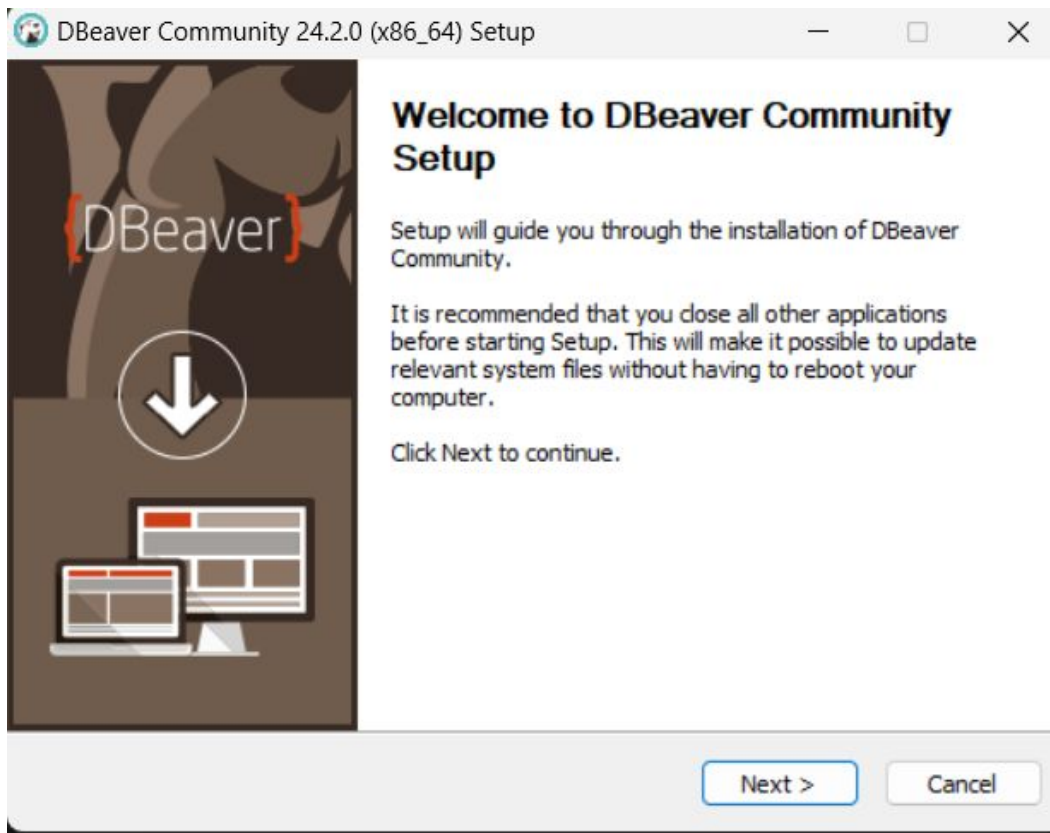 DBeaver Community 24.2.0 (x86_64) Setup
{DBeaver}
Welcome to DBeaver Community
Setup
Setup will guide you through the installation of DBeaver
Community.
It is recommended that you close all other applications
before starting Setup. This will make it possible to update
relevant system files without having to reboot your
computer.
Click Next to continue.
Next >
Cancel